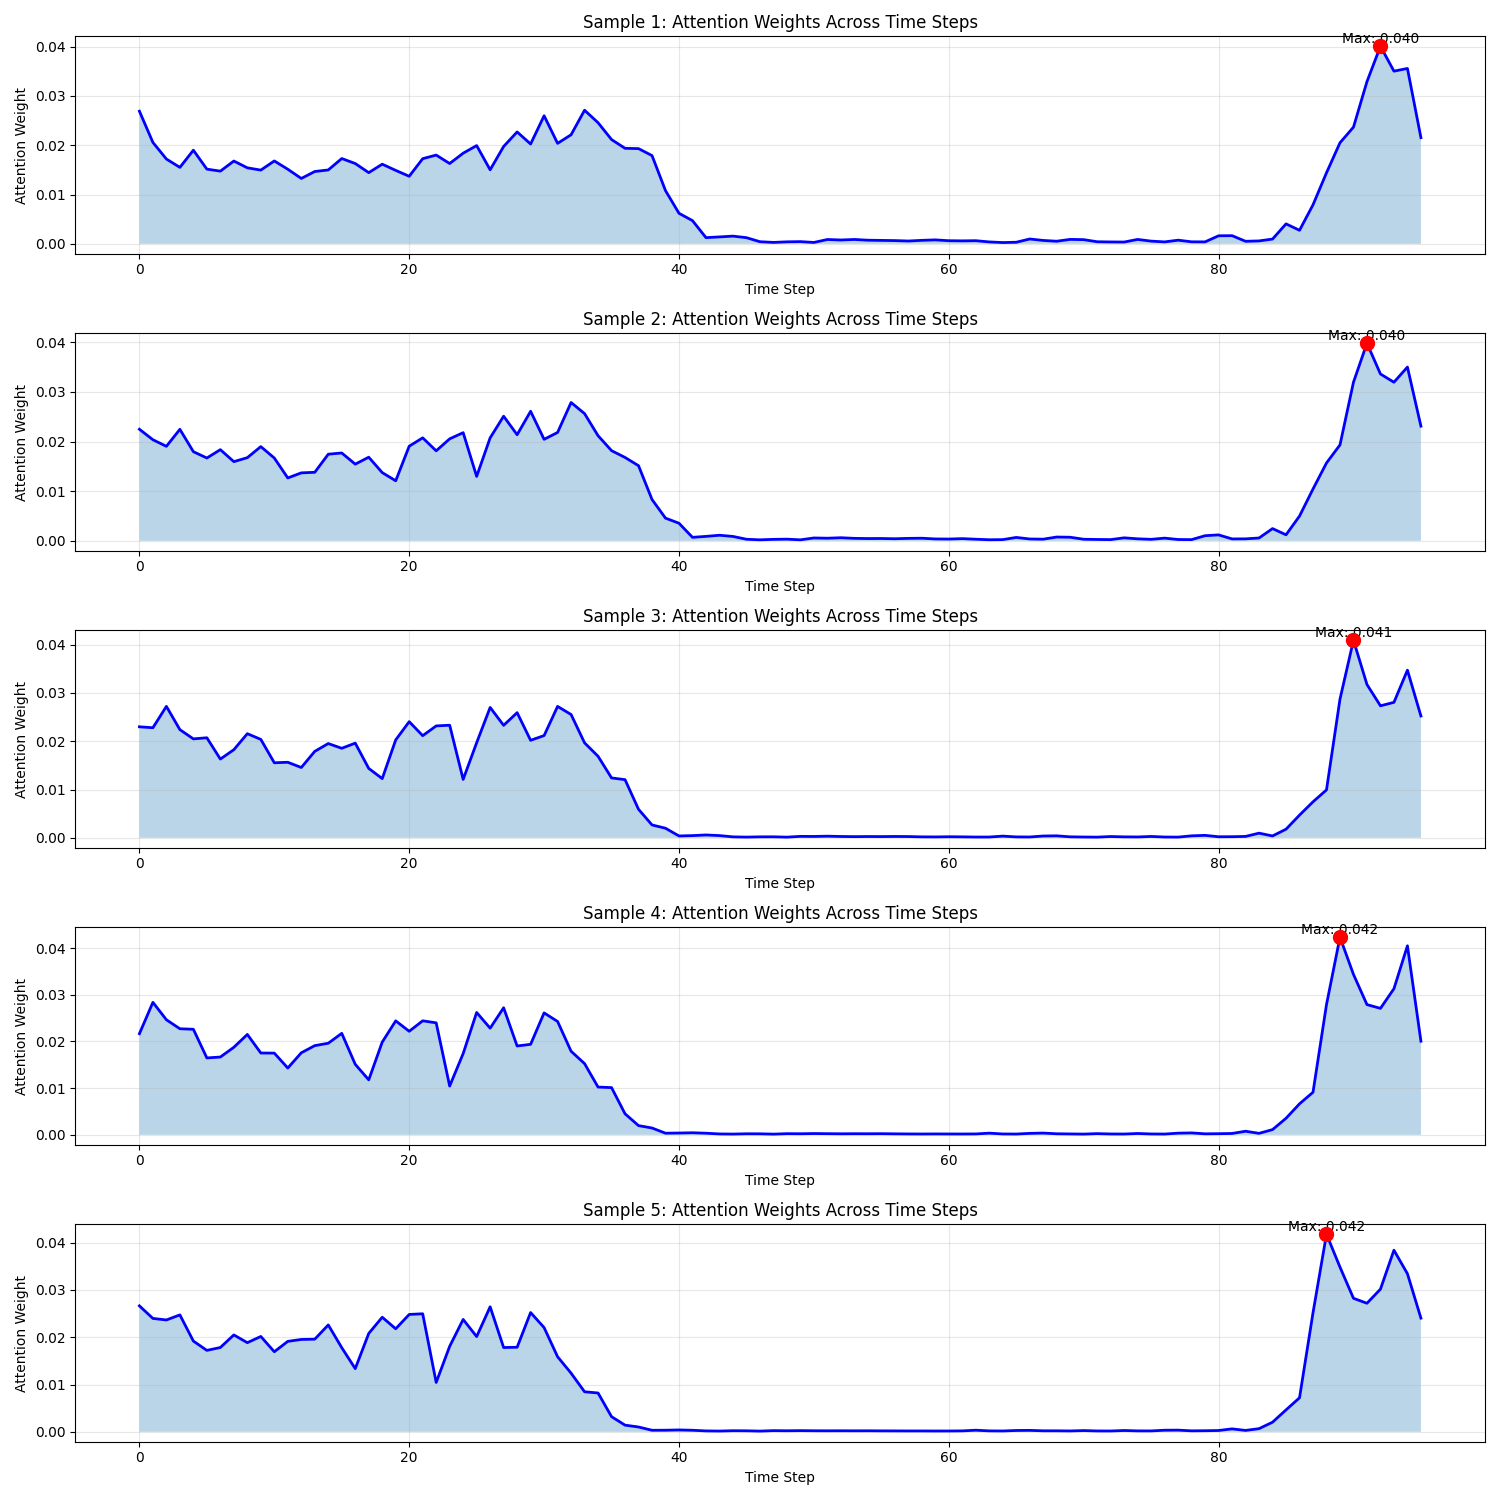 Sample 1: Attention Weights Across Time Steps
Max: 0.040
Attention Weight
0.04
0.03
0.02
0.01
0.00
0 20 40 60 80
Time Step
Sample 2: Attention Weights Across Time Steps
Max: 0.040
Attention Weight
0.04
0.03
0.02
0.01
0.00
0 20 40 60 80
Time Step
Sample 3: Attention Weights Across Time Steps
Max: 0.041
Attention Weight
0.04
0.03
0.02
0.01
0.00
0 20 40 60 80
Time Step
Sample 4: Attention Weights Across Time Steps
Max: 0.042
Attention Weight
0.04
0.03
0.02
0.01
0.00
0 20 40 60 80
Time Step
Sample 5: Attention Weights Across Time Steps
Max: 0.042
Attention Weight
0.04
0.03
0.02
0.01
0.00
0 20 40 60 80
Time Step